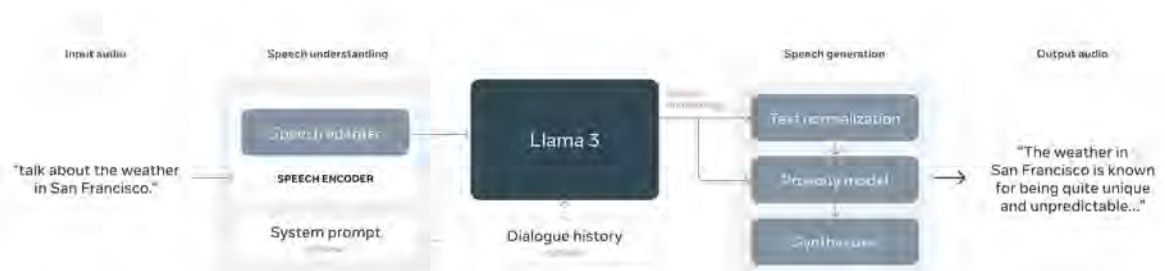 Input audio
Speech understanding
Speech generation
Output audio
Speech adapter
Llama 3
Text normalization
"talk about the weather
in San Francisco."
SPEECH ENCODER
Prosody model
"The weather in
San Francisco is known
for being quite unique
and unpredictable..."
System prompt
Dialogue history
Synthesizer